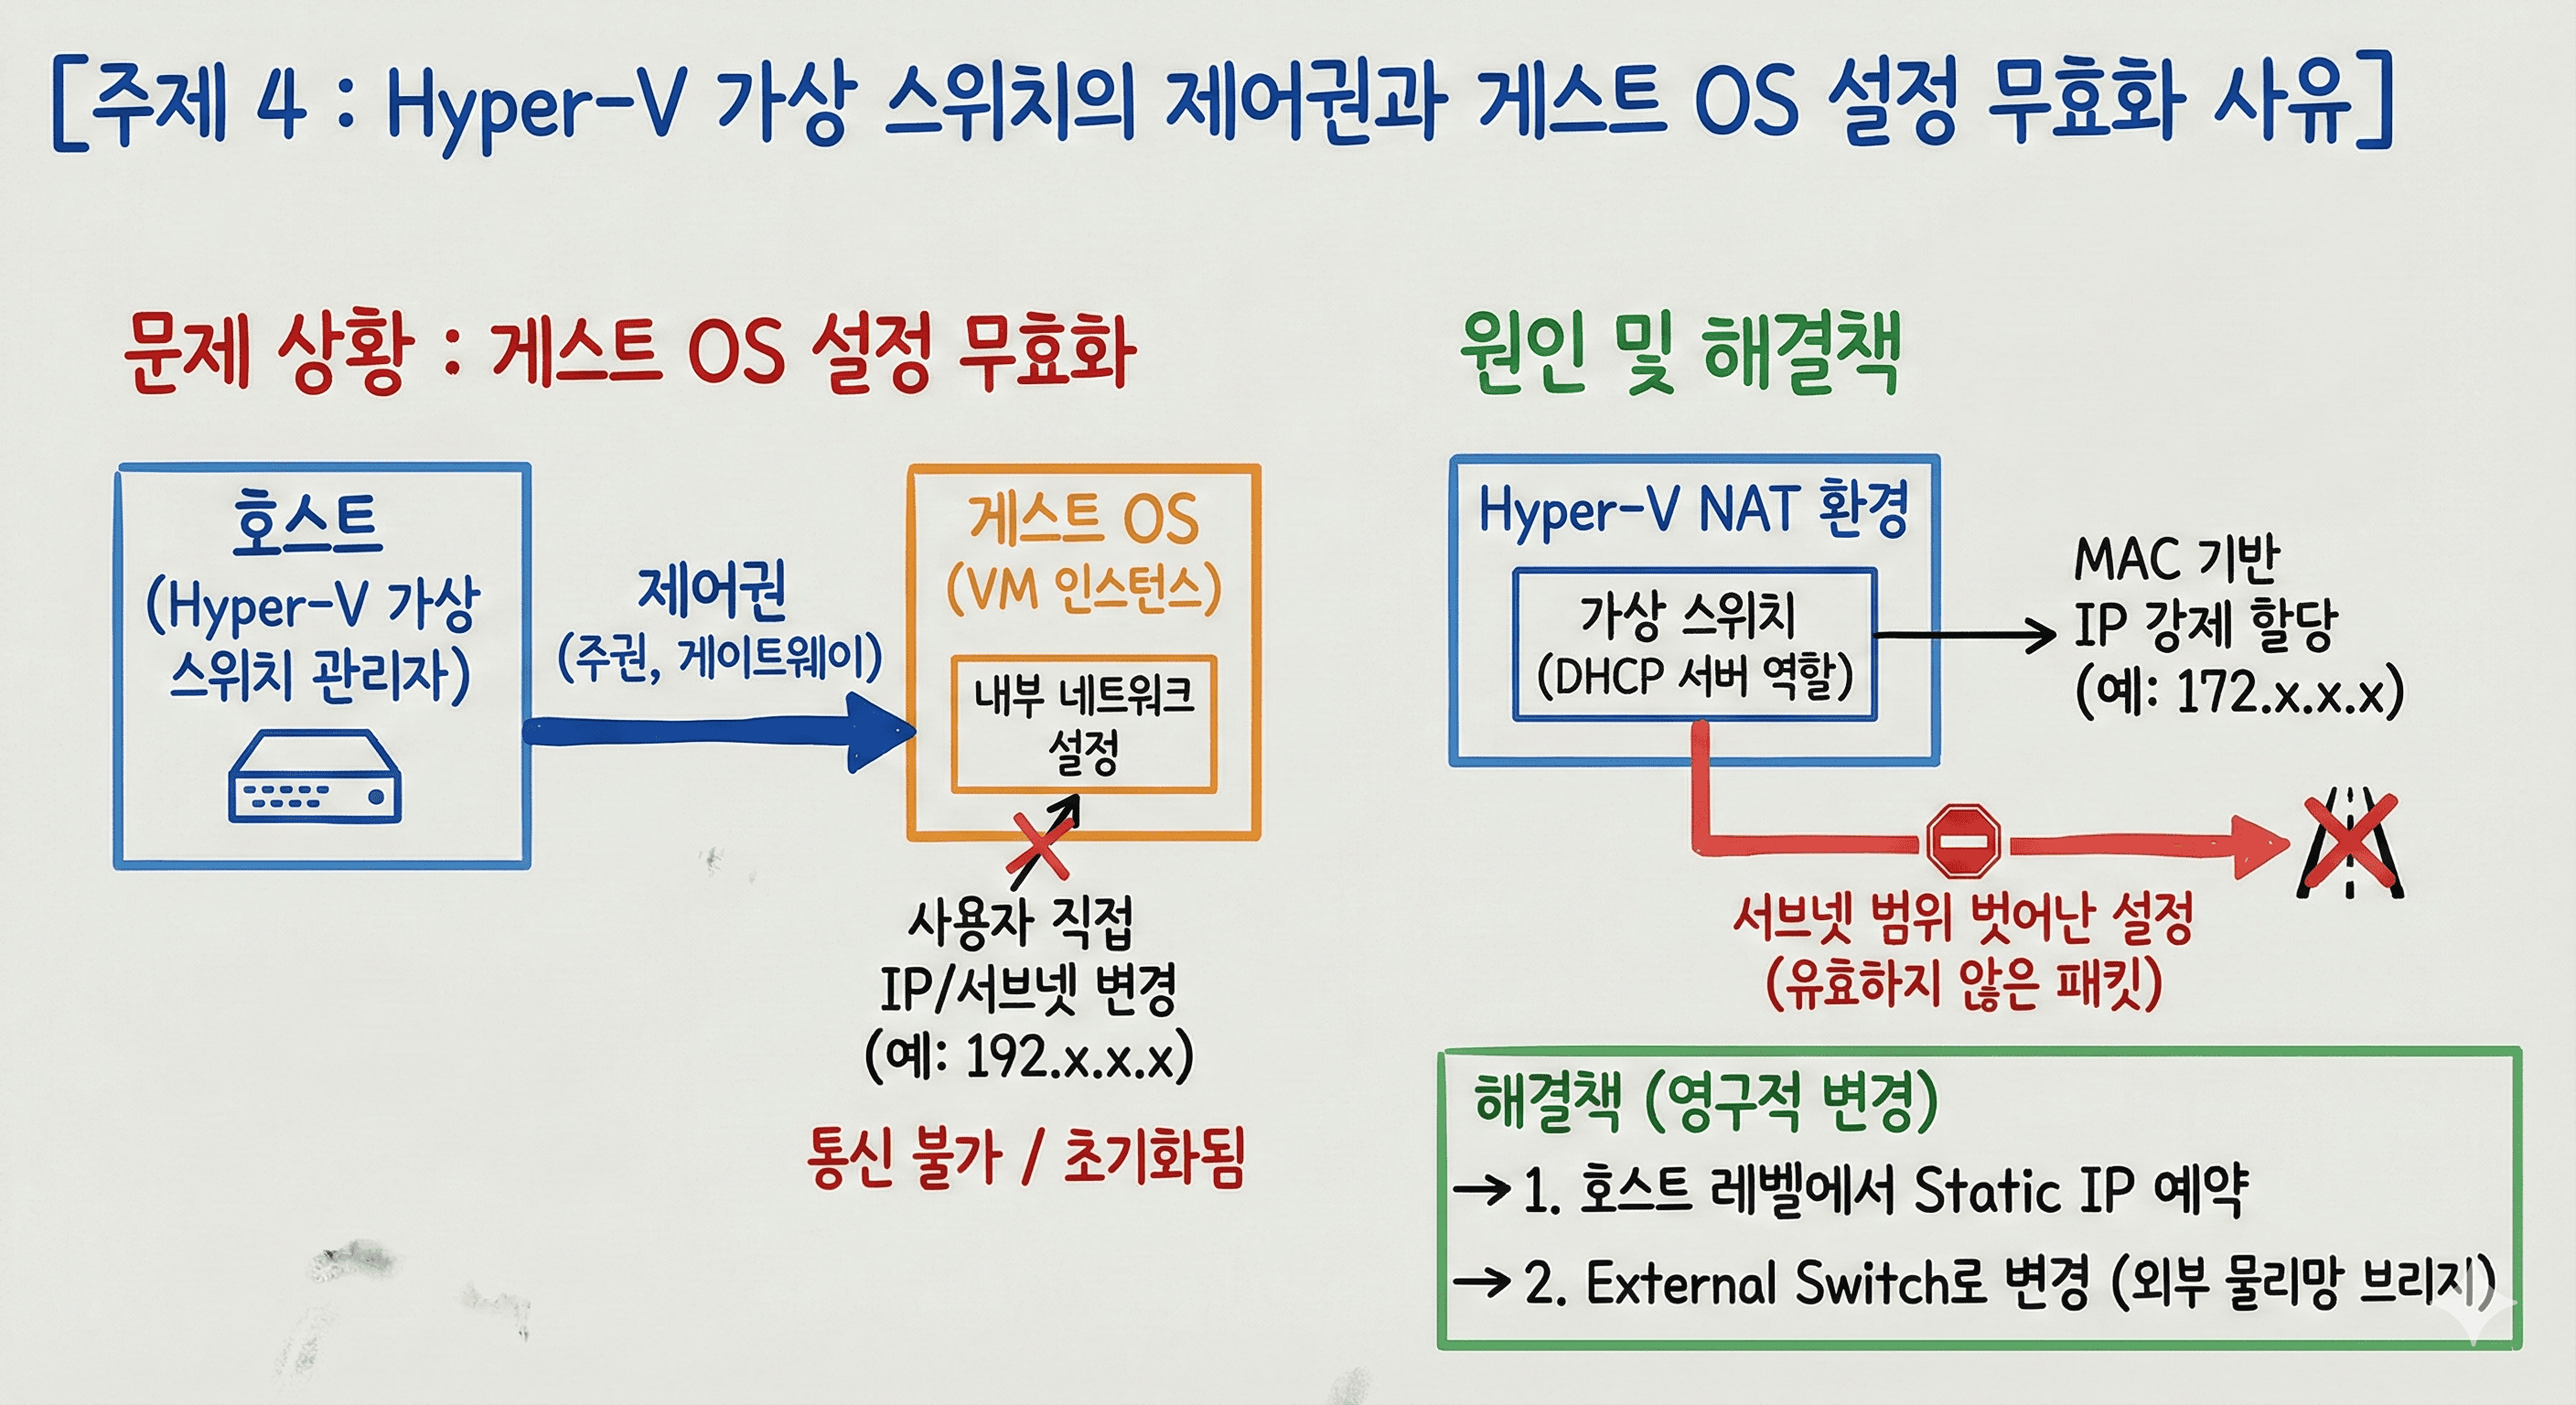 [주제 4 : Hyper-V 가상 스위치의 제어권과 게스트 OS 설정 무효화 사유]
문제 상황 : 게스트 OS 설정 무효화
호스트
(Hyper-V 가상
스위치 관리자)
제어권
(주권, 게이트웨이)
게스트 OS
(VM 인스턴스)
내부 네트워크
설정
사용자 직접
IP/서브넷 변경
(예: 192.x.x.x)
통신 불가 / 초기화됨
원인 및 해결책
Hyper-V NAT 환경
가상 스위치
(DHCP 서버 역할)
MAC 기반
IP 강제 할당
(예: 172.x.x.x)
서브넷 범위 벗어난 설정
(유효하지 않은 패킷)
해결책 (영구적 변경)
→ 1. 호스트 레벨에서 Static IP 예약
→ 2. External Switch로 변경 (외부 물리망 브리지)